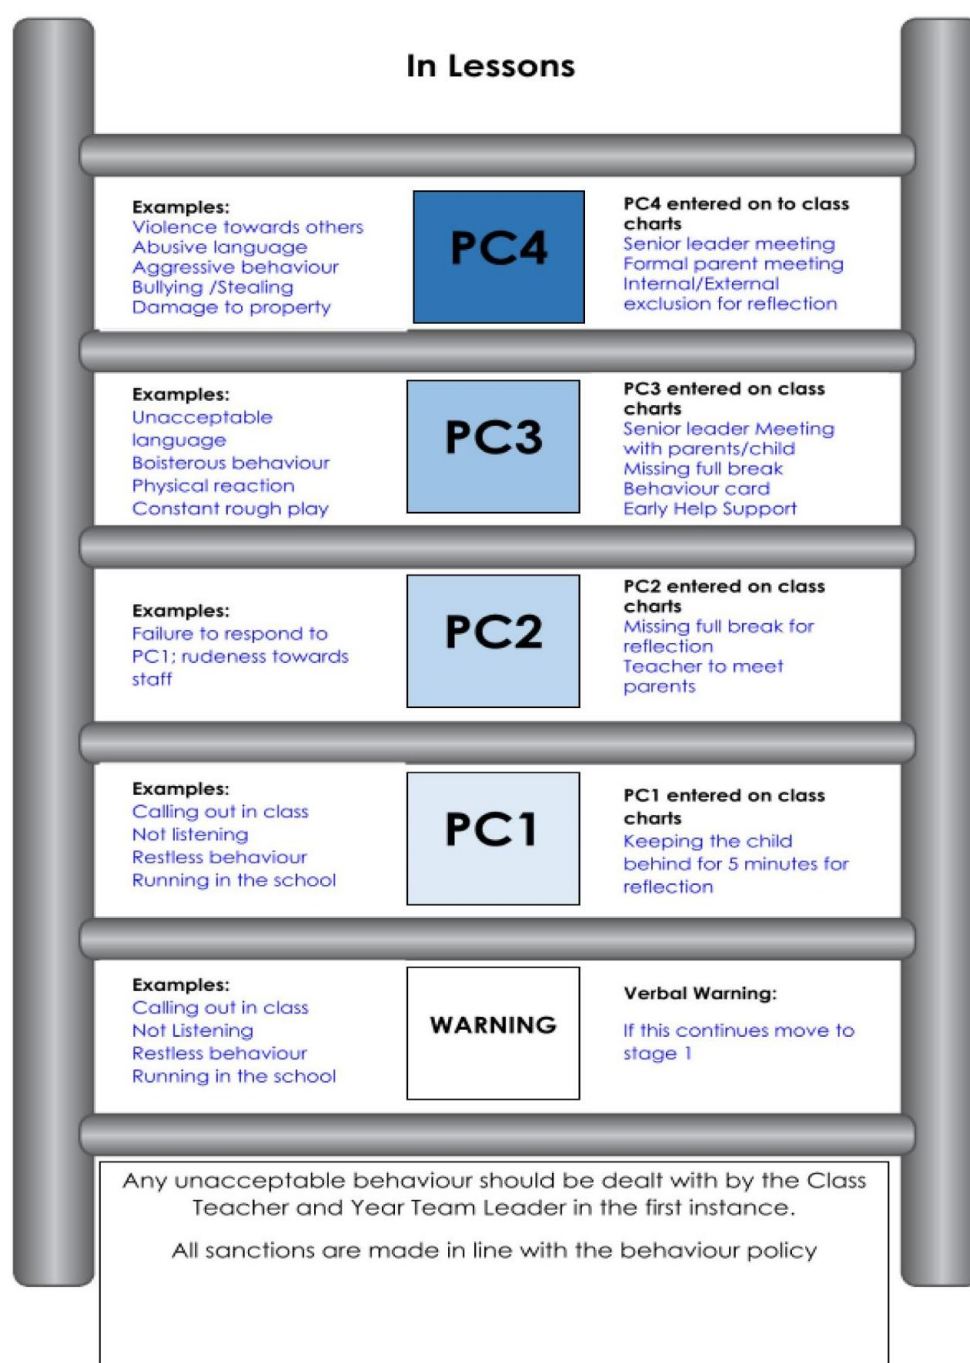 In Lessons
Examples:
Violence towards others
Abusive language
Aggressive behaviour
Bullying /Stealing
Damage to property
PC4
PC4 entered on to class
charts
Senior leader meeting
Formal parent meeting
Internal/External
exclusion for reflection
Examples:
Unacceptable
language
Boisterous behaviour
Physical reaction
Constant rough play
PC3
PC3 entered on class
charts
Senior leader Meeting
with parents/child
Missing full break
Behaviour card
Early Help Support
Examples:
Failure to respond to
PC1; rudeness towards
staff
PC2
PC2 entered on class
charts
Missing full break for
reflection
Teacher to meet
parents
Examples:
Calling out in class
Not listening
Restless behaviour
Running in the school
PC1
PC1 entered on class
charts
Keeping the child
behind for 5 minutes for
reflection
Examples:
Calling out in class
Not Listening
Restless behaviour
Running in the school
WARNING
Verbal Warning:
If this continues move to
stage 1
Any unacceptable behaviour should be dealt with by the Class
Teacher and Year Team Leader in the first instance.
All sanctions are made in line with the behaviour policy